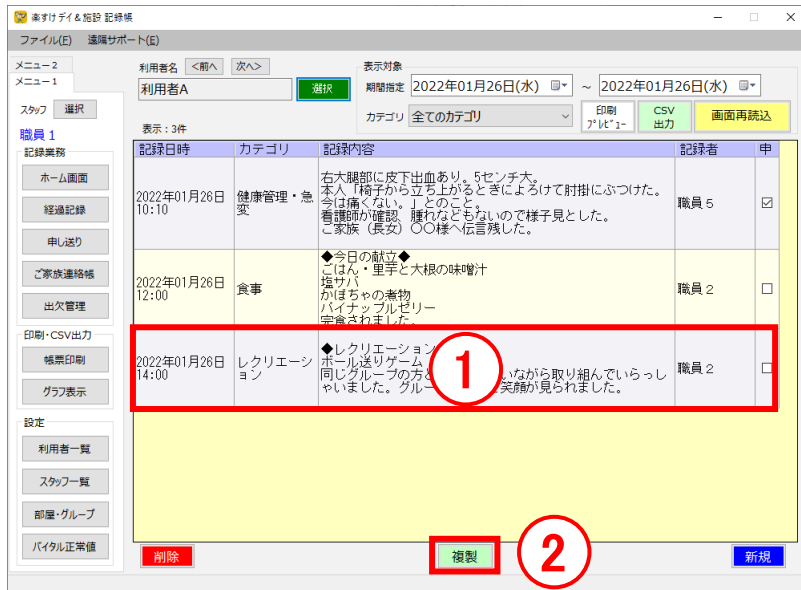 楽すけデイ＆施設 記録帳
ファイル(F) 遠隔サポート(E)
メニュー2
メニュー1
スタッフ 選択
職員１
記録業務
ホーム画面
経過記録
申し送り
ご家族連絡帳
出欠管理
印刷・CSV出力
帳票印刷
グラフ表示
設定
利用者一覧
スタッフ一覧
部屋・グループ
バイタル正常値
利用者名 <前へ 次へ>
利用者A 選択
表示：3件
表示対象
期間指定 2022年01月26日(水) ～ 2022年01月26日(水)
カテゴリ 全てのカテゴリ
印刷
ﾌﾟﾚﾋﾞｭｰ
CSV
出力
画面再読込
記録日時 カテゴリ 記録内容 記録者 申
2022年01月26日
10:10
健康管理・急
変
右大腿部に皮下出血あり。5センチ大。
本人「椅子から立ち上がるときによろけて肘掛にぶつけた。
今は痛くない。」とのこと。
看護師が確認、腫れなどもないので様子見とした。
ご家族（長女）〇〇様へ伝言残した。
職員５
2022年01月26日
12:00
食事
◆今日の献立◆
ごはん・里芋と大根の味噌汁
塩サバ
かぼちゃの煮物
パイナップルゼリー
完食されました。
職員２
2022年01月26日
14:00
レクリエーシ
ョン
◆レクリエーション
ボール送りゲーム
同じグループの方と いながら取り組んでいらっし
ゃいました。グルー 笑顔が見られました。
職員２
①
削除
複製
②
新規